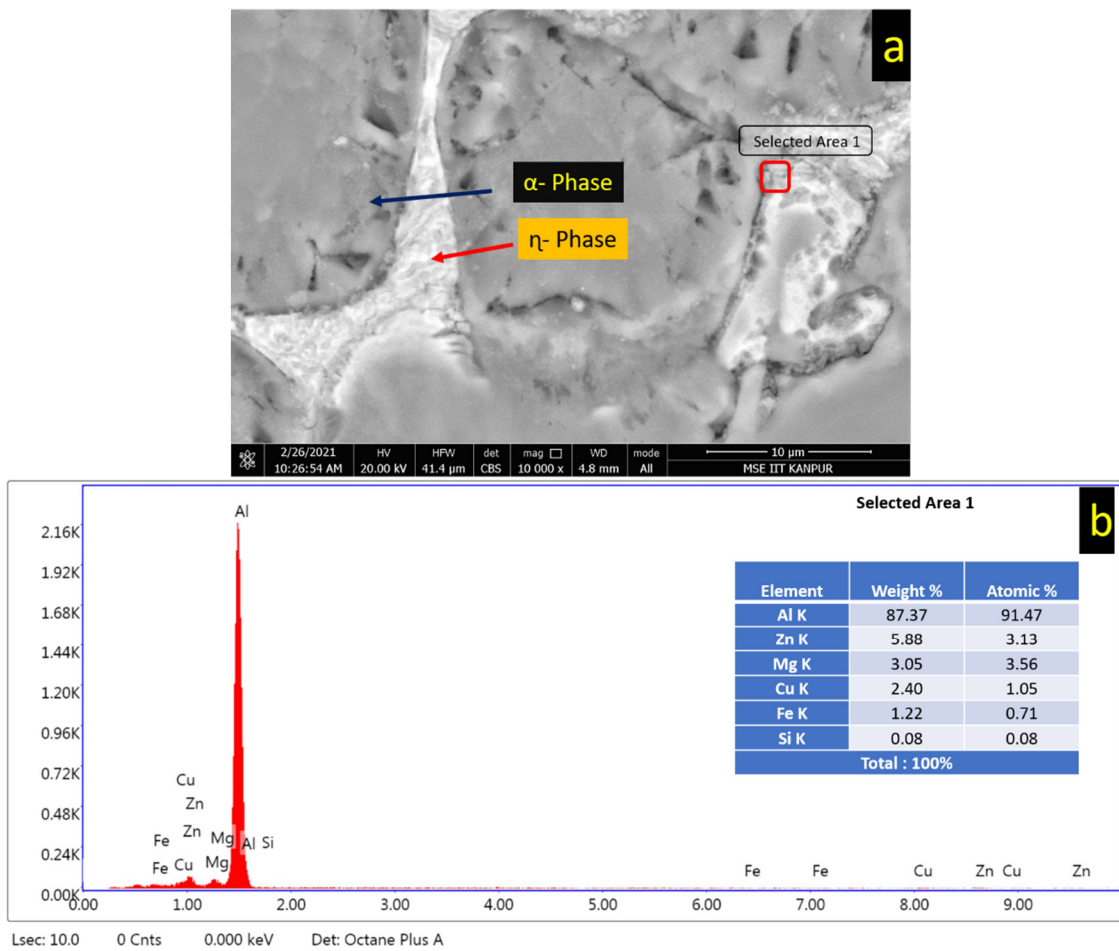 a
Selected Area 1
α- Phase
η- Phase
2/26/2021 HV HFW det mag WD mode 10 µm
10:26:54 AM 20.00 kV 41.4 µm CBS 10 000 x 4.8 mm All MSE IIT KANPUR
Selected Area 1
b
Al
2.16K
1.92K
1.68K
1.44K
1.20K
0.96K
0.72K
0.48K
0.24K
0.00K
Cu
Zn
Fe Zn Mg Al Si
Fe Cu Mg
Fe Fe Cu Zn Cu Zn
0.00 1.00 2.00 3.00 4.00 5.00 6.00 7.00 8.00 9.00
Element Weight % Atomic %
Al K 87.37 91.47
Zn K 5.88 3.13
Mg K 3.05 3.56
Cu K 2.40 1.05
Fe K 1.22 0.71
Si K 0.08 0.08
Total : 100%
Lsec: 10.0 0 Cnts 0.000 keV Det: Octane Plus A